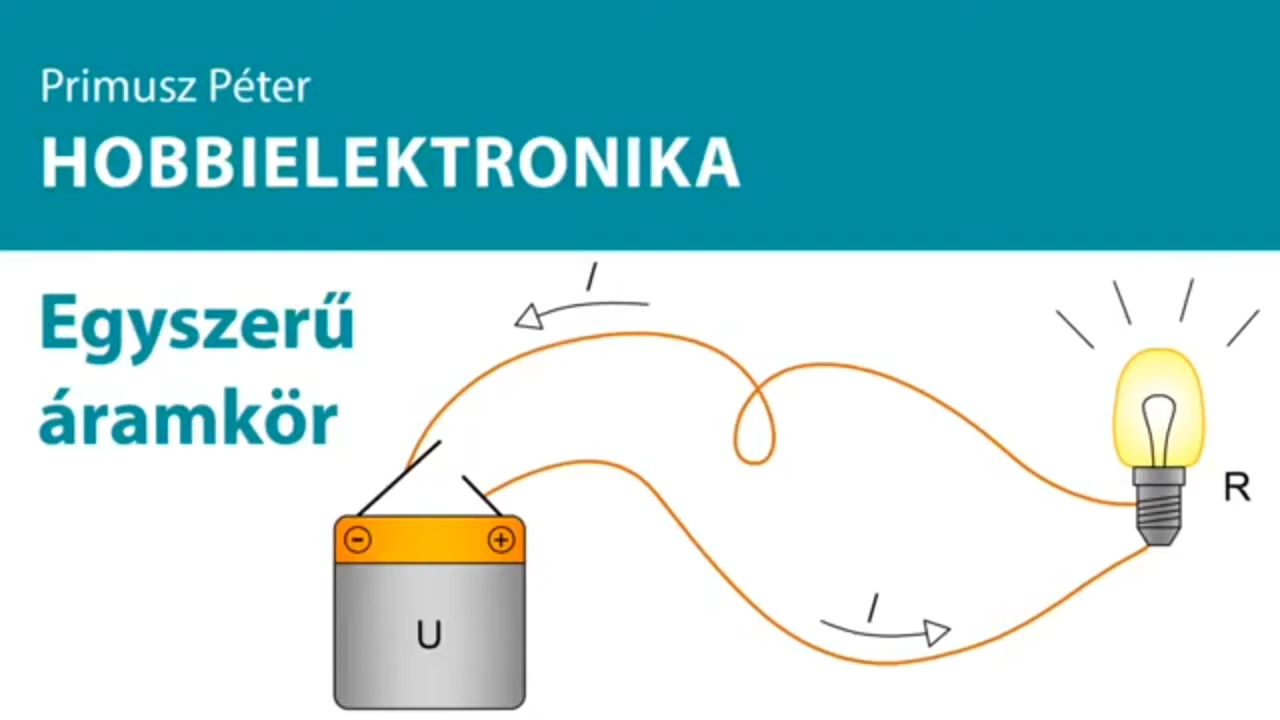 Primusz Péter
HOBBIELEKTRONIKA
Egyszerű
áramkör
I
R
- +
U
I